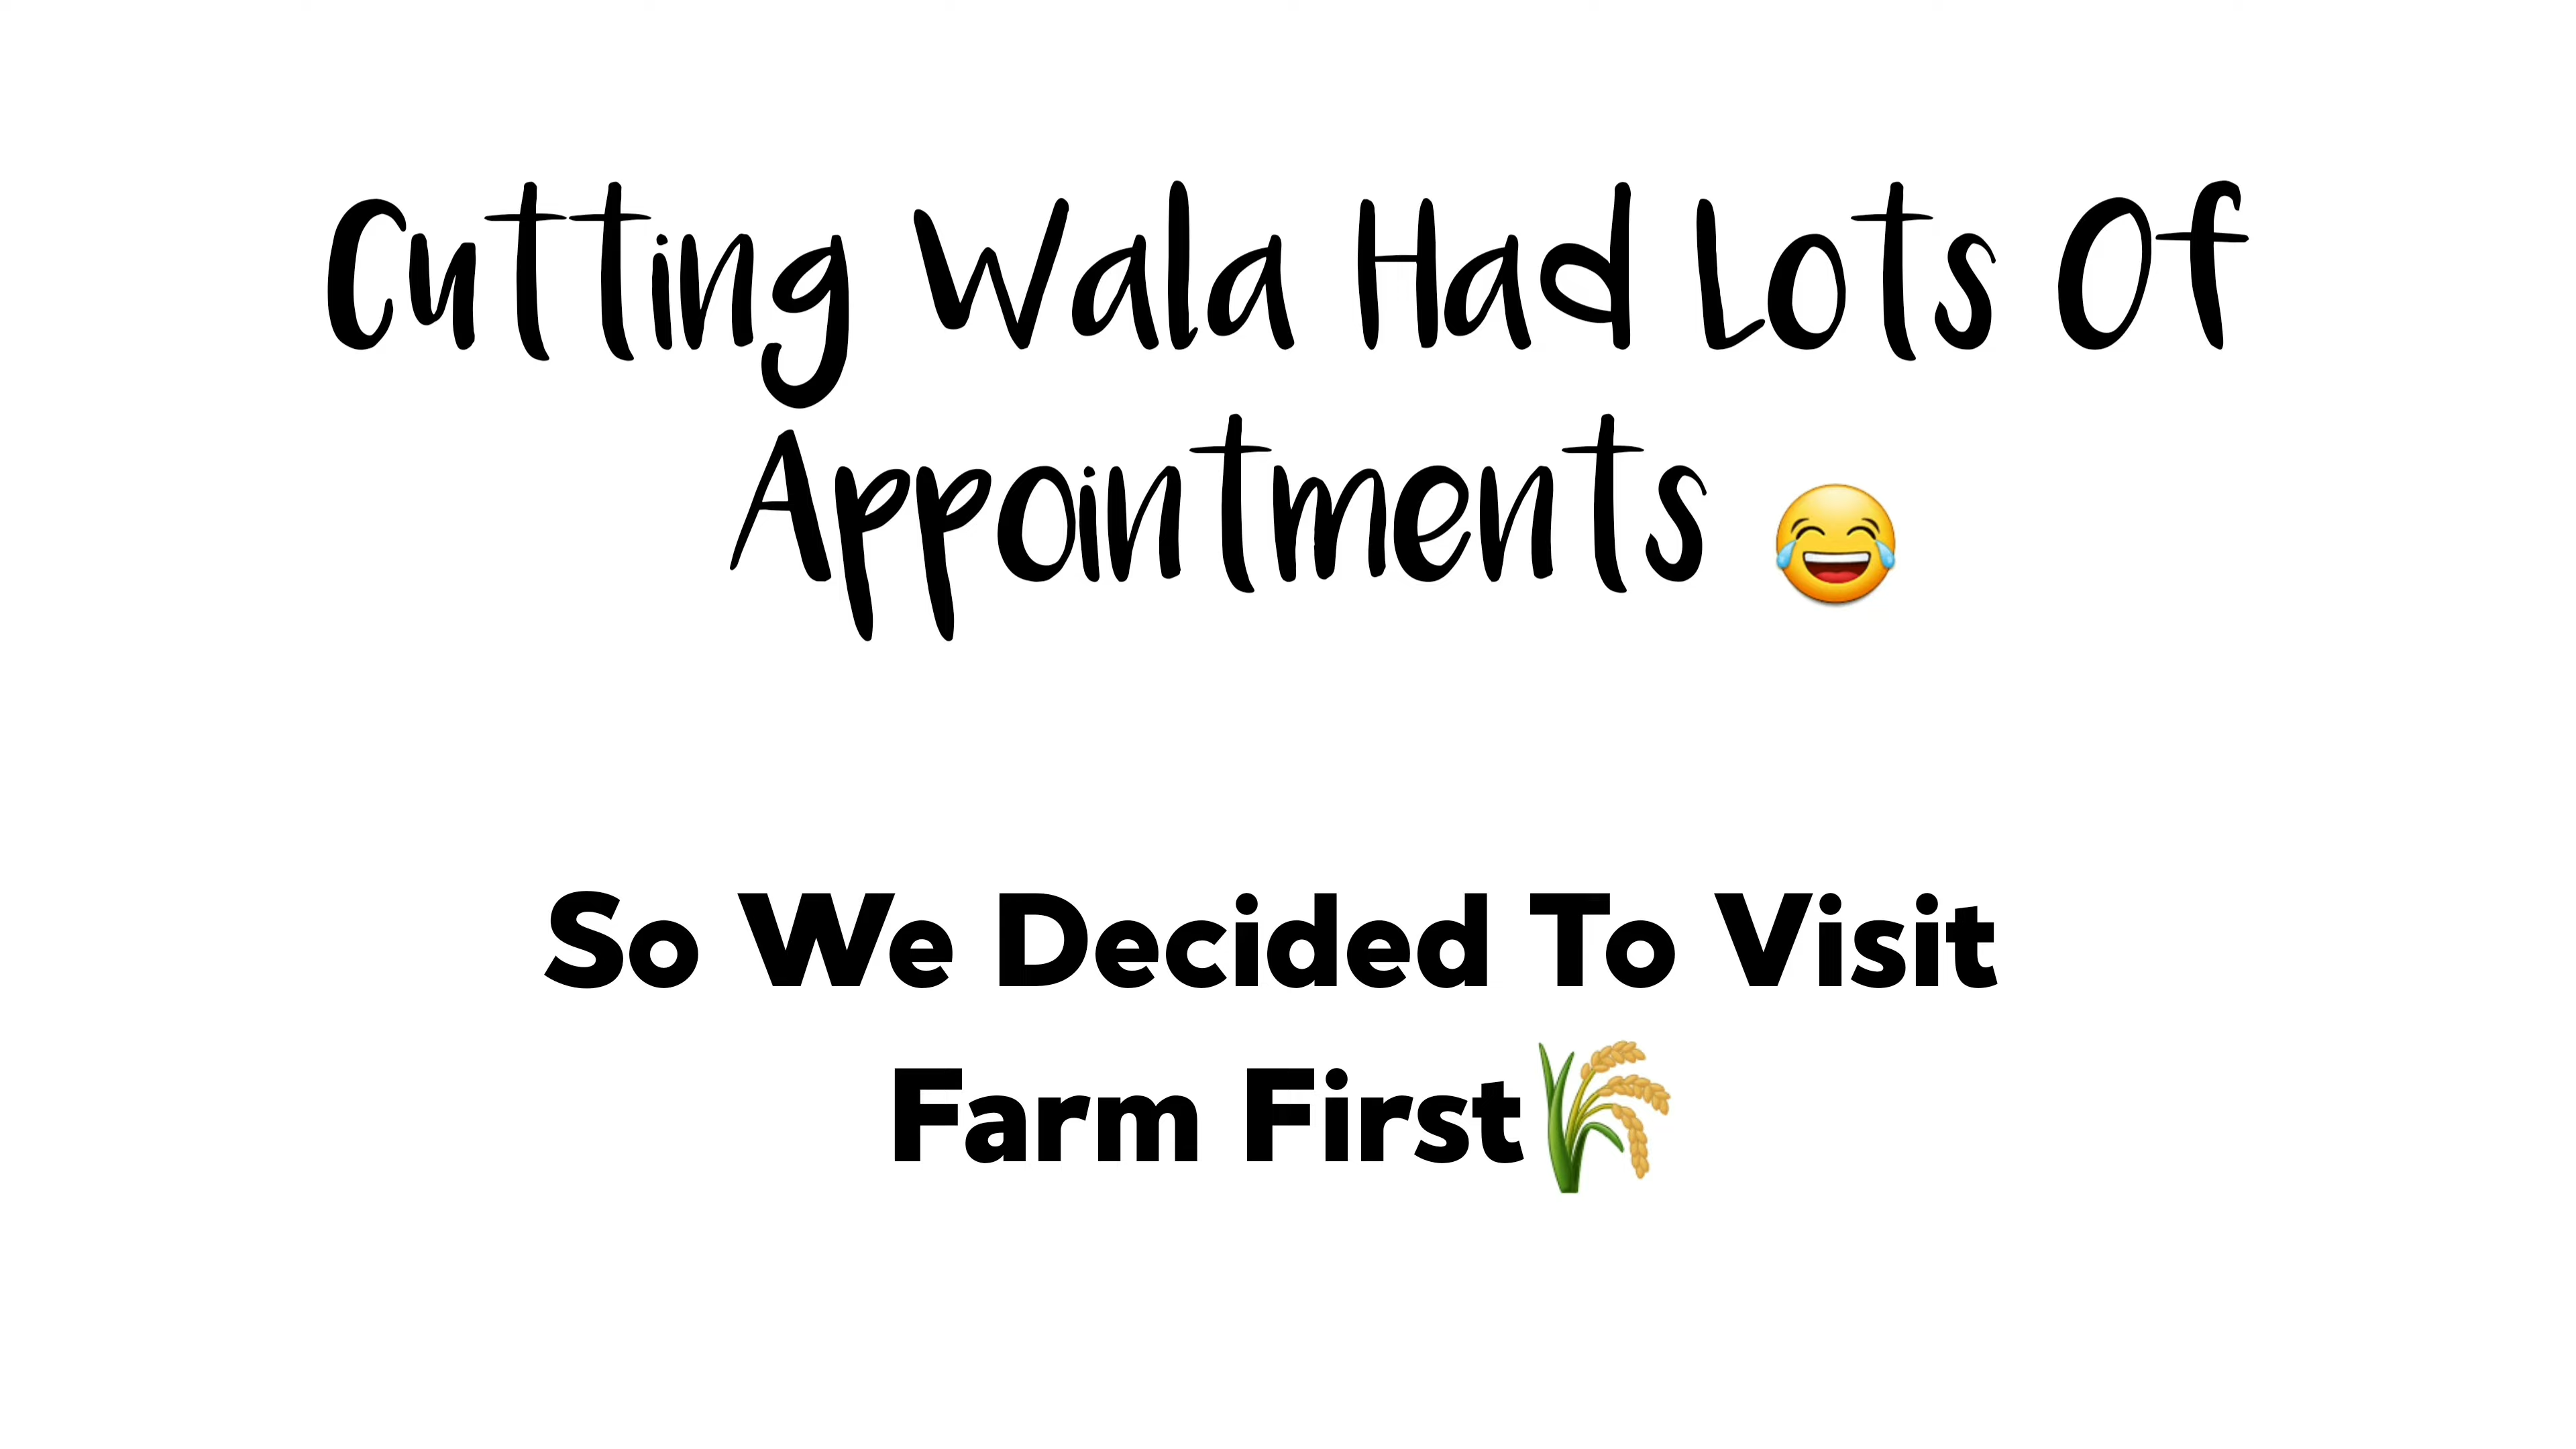 Cutting Wala Had Lots Of
Appointments 😂
So We Decided To Visit
Farm First🌾